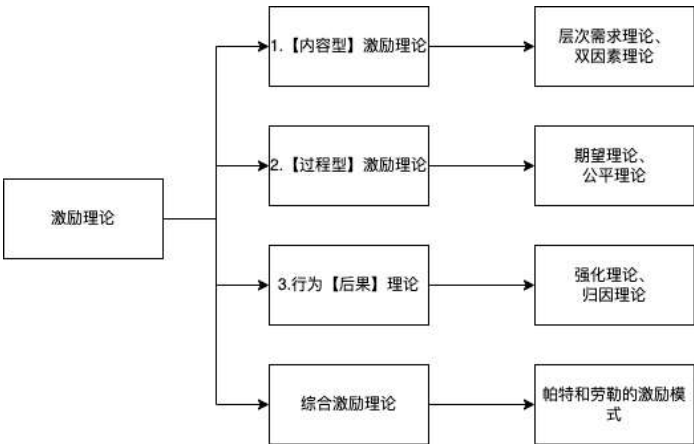 1.【内容型】激励理论
层次需求理论、
双因素理论
2.【过程型】激励理论
期望理论、
公平理论
激励理论
3.行为【后果】理论
强化理论、
归因理论
综合激励理论
帕特和劳勒的激励模
式